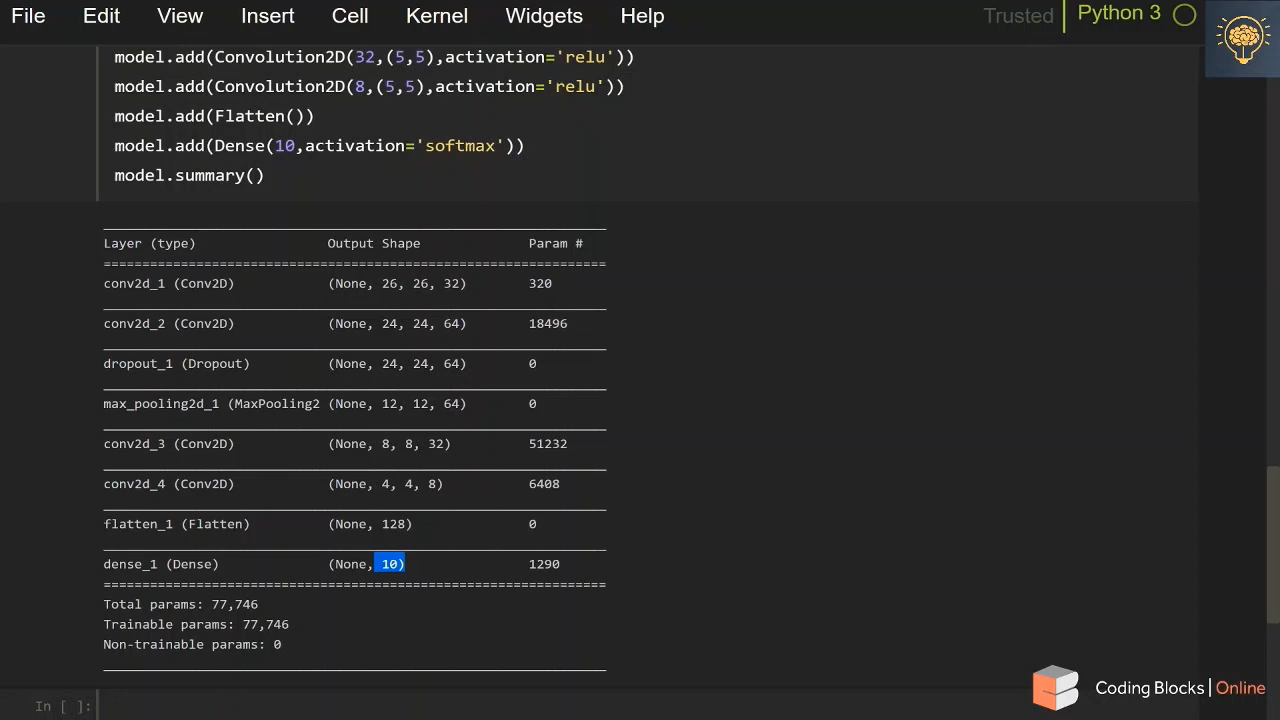 File Edit View Insert Cell Kernel Widgets Help Trusted Python 3
model.add(Convolution2D(32,(5,5),activation='relu'))
model.add(Convolution2D(8,(5,5),activation='relu'))
model.add(Flatten())
model.add(Dense(10,activation='softmax'))
model.summary()
Layer (type) Output Shape Param #
=================================================================
conv2d_1 (Conv2D) (None, 26, 26, 32) 320
conv2d_2 (Conv2D) (None, 24, 24, 64) 18496
dropout_1 (Dropout) (None, 24, 24, 64) 0
max_pooling2d_1 (MaxPooling2 (None, 12, 12, 64) 0
conv2d_3 (Conv2D) (None, 8, 8, 32) 51232
conv2d_4 (Conv2D) (None, 4, 4, 8) 6408
flatten_1 (Flatten) (None, 128) 0
dense_1 (Dense) (None, 10) 1290
=================================================================
Total params: 77,746
Trainable params: 77,746
Non-trainable params: 0
Coding Blocks | Online
In [ ]: